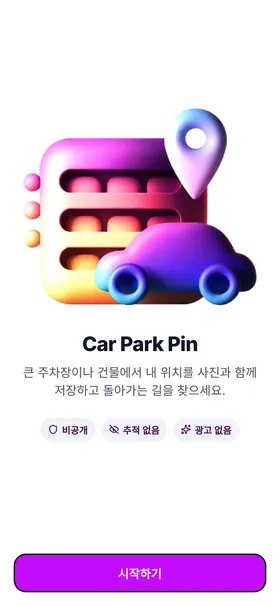 Car Park Pin
큰 주차장이나 건물에서 내 위치를 사진과 함께
저장하고 돌아가는 길을 찾으세요.
비공개 추적 없음 광고 없음
시작하기